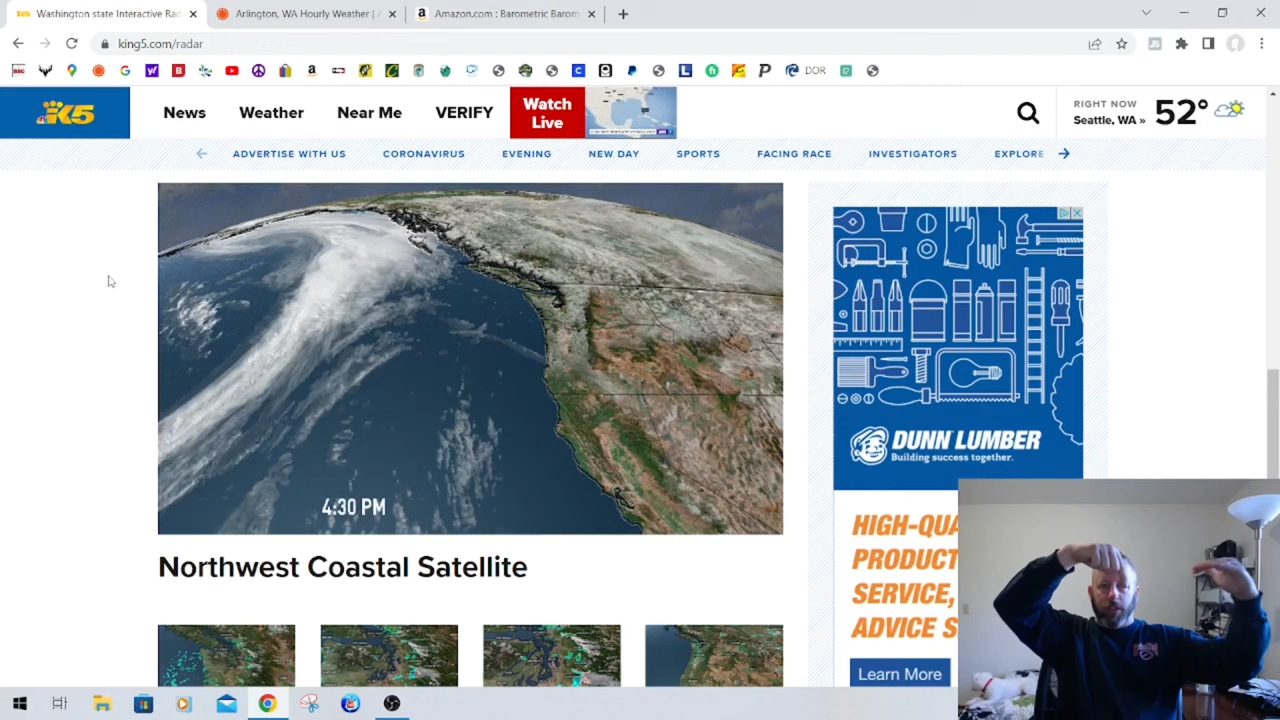 Washington state Interactive Rad
Arlington, WA Hourly Weather |
Amazon.com : Barometric Barom
king5.com/radar
DOR
K5
News
Weather
Near Me
VERIFY
Watch
Live
RIGHT NOW
Seattle, WA »
52°
ADVERTISE WITH US
CORONAVIRUS
EVENING
NEW DAY
SPORTS
FACING RACE
INVESTIGATORS
EXPLORE
4:30 PM
DUNN LUMBER
Building success together.
HIGH-QUA
PRODUCT
SERVICE,
ADVICE S
Learn More
Northwest Coastal Satellite